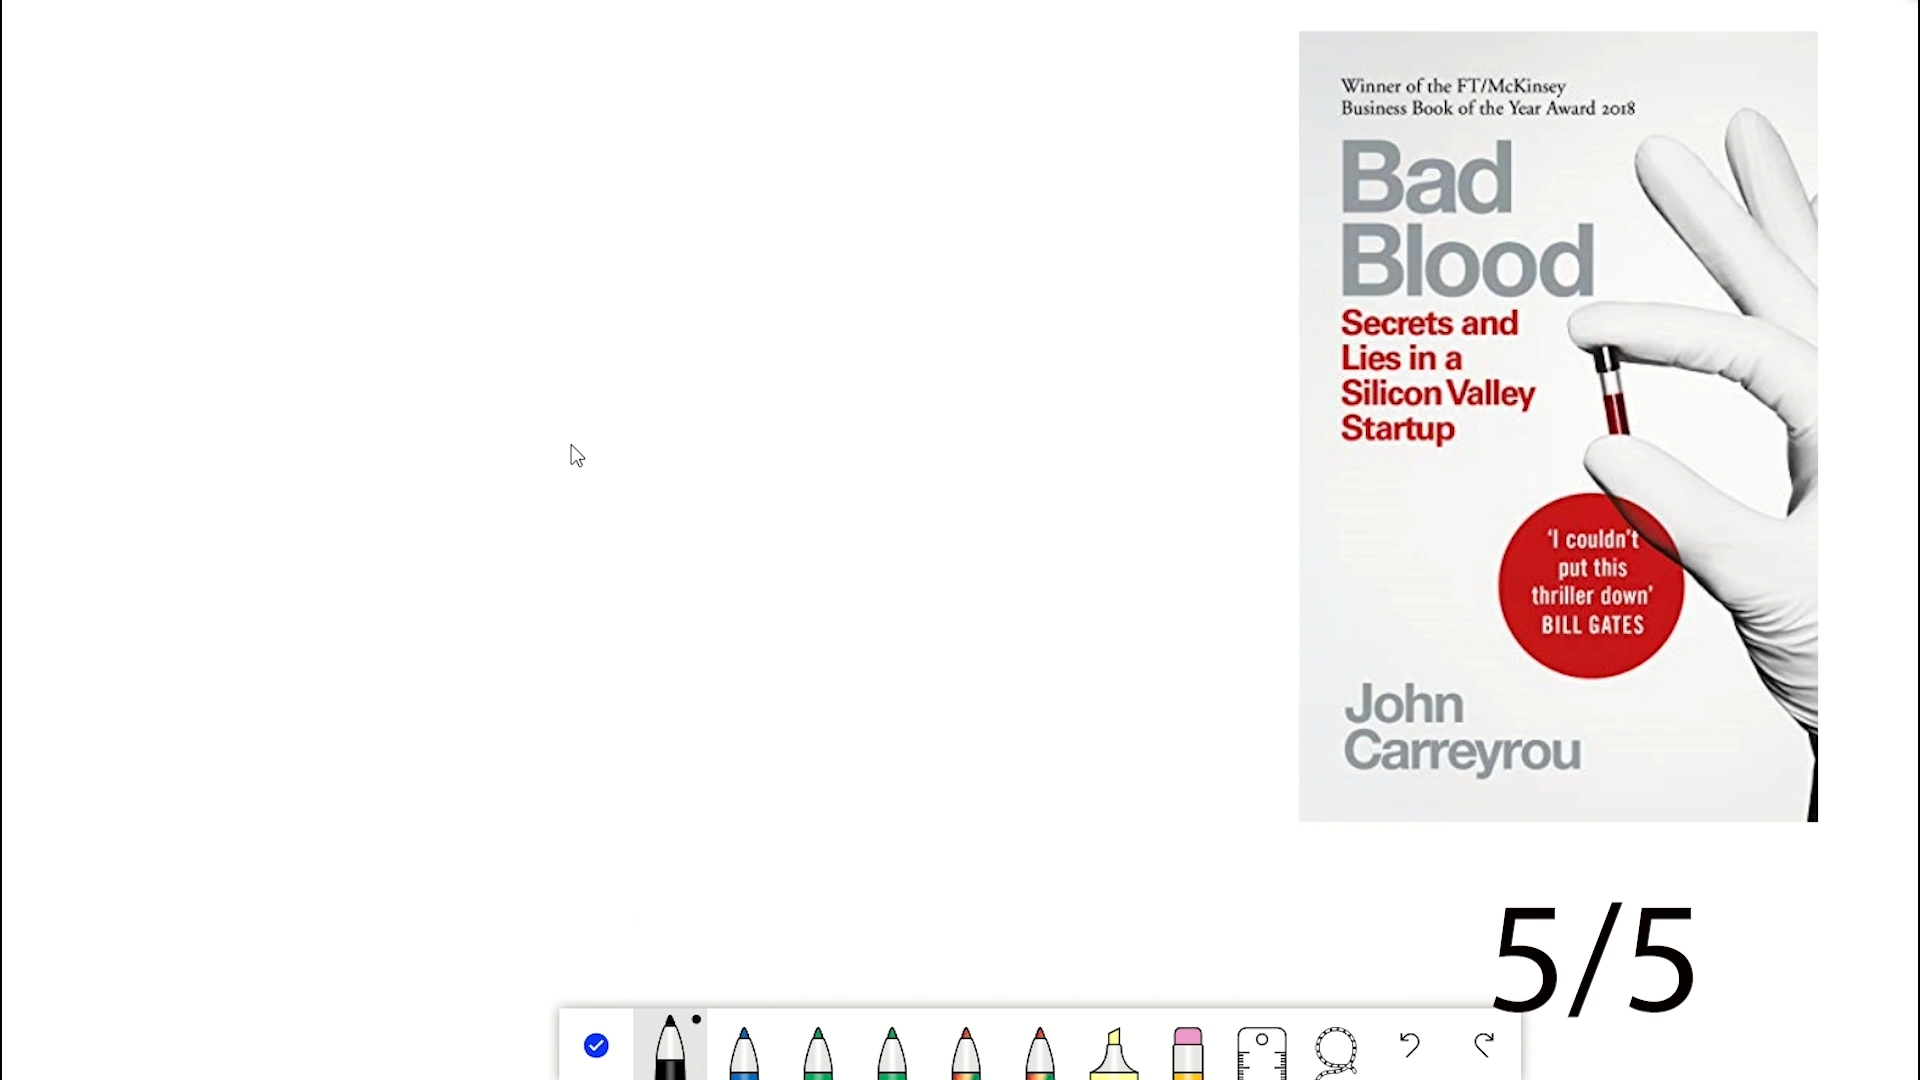 Winner of the FT/McKinsey
Business Book of the Year Award 2018
Bad
Blood
Secrets and
Lies in a
Silicon Valley
Startup
‘I couldn’t
put this
thriller down’
BILL GATES
John
Carreyrou
5/5